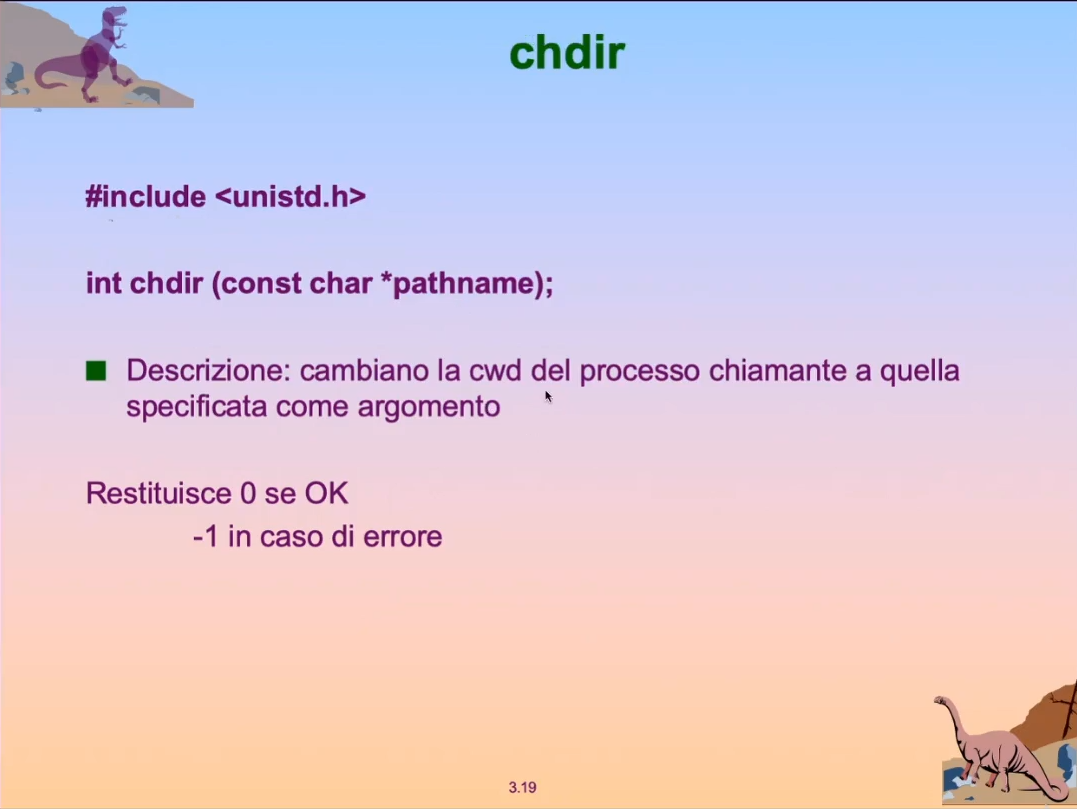 chdir
#include <unistd.h>
int chdir (const char *pathname);
Descrizione: cambiano la cwd del processo chiamante a quella
specificata come argomento
Restituisce 0 se OK
-1 in caso di errore
3.19